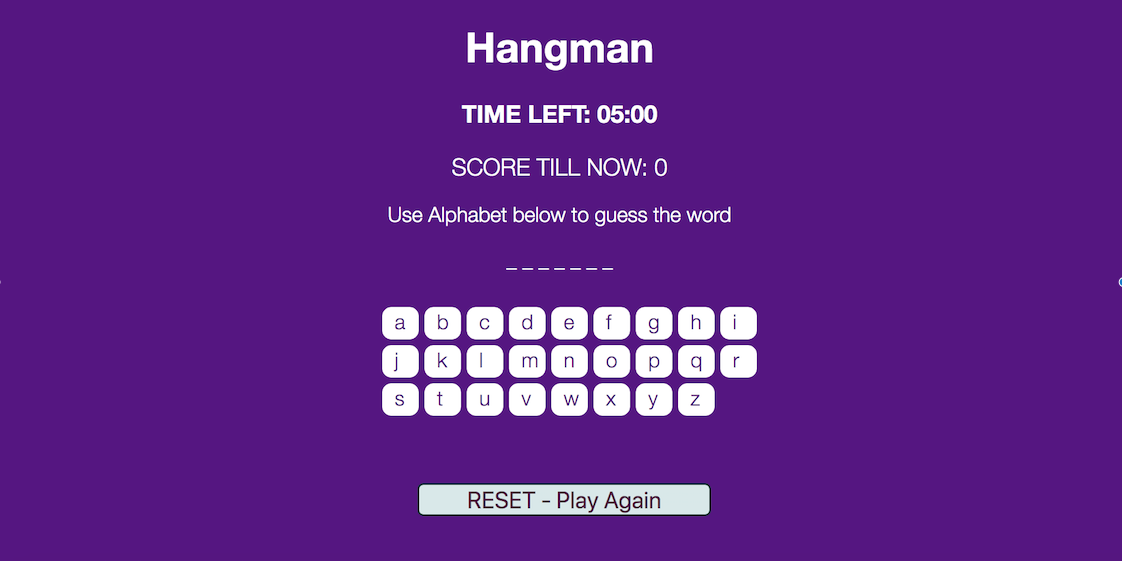 Hangman
TIME LEFT: 05:00
SCORE TILL NOW: 0
Use Alphabet below to guess the word
_ _ _ _ _ _ _
a b c d e f g h i
j k l m n o p q r
s t u v w x y z
RESET - Play Again